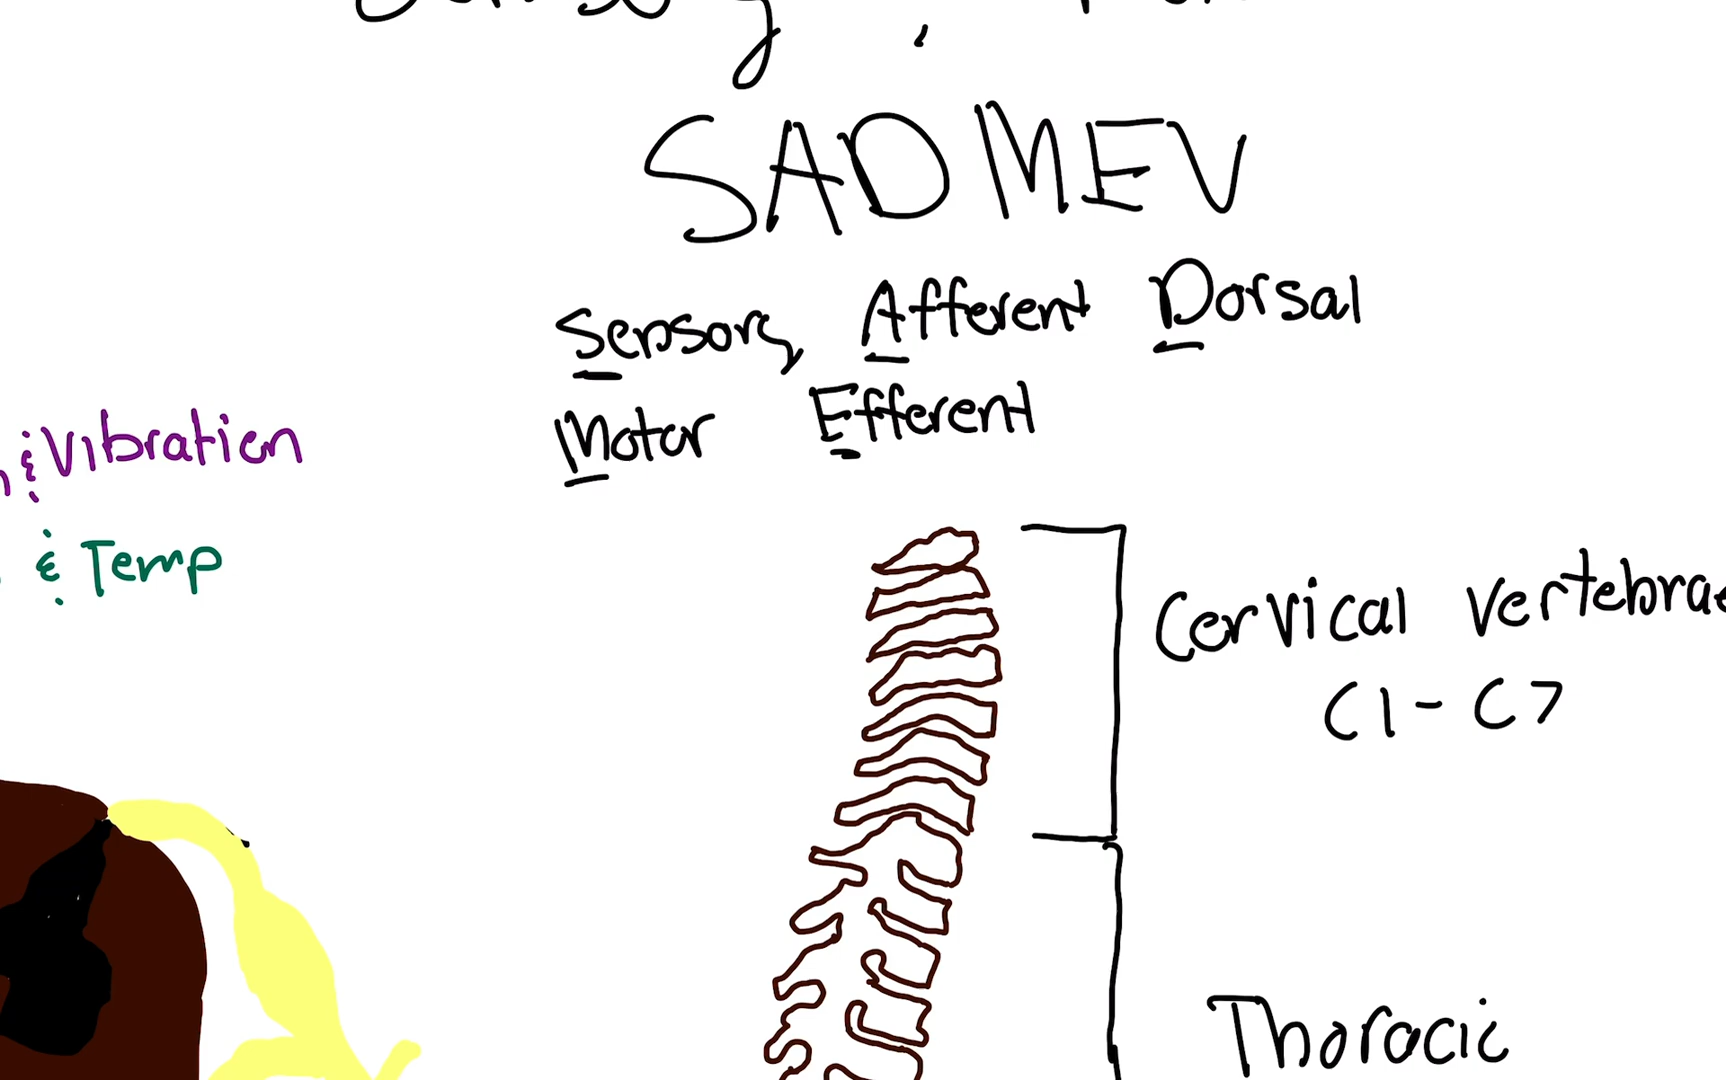 SADMEV
Sensory Afferent Dorsal
Motor Efferent
& Vibration
& Temp
Cervical vertebrae
C1-C7
Thoracic